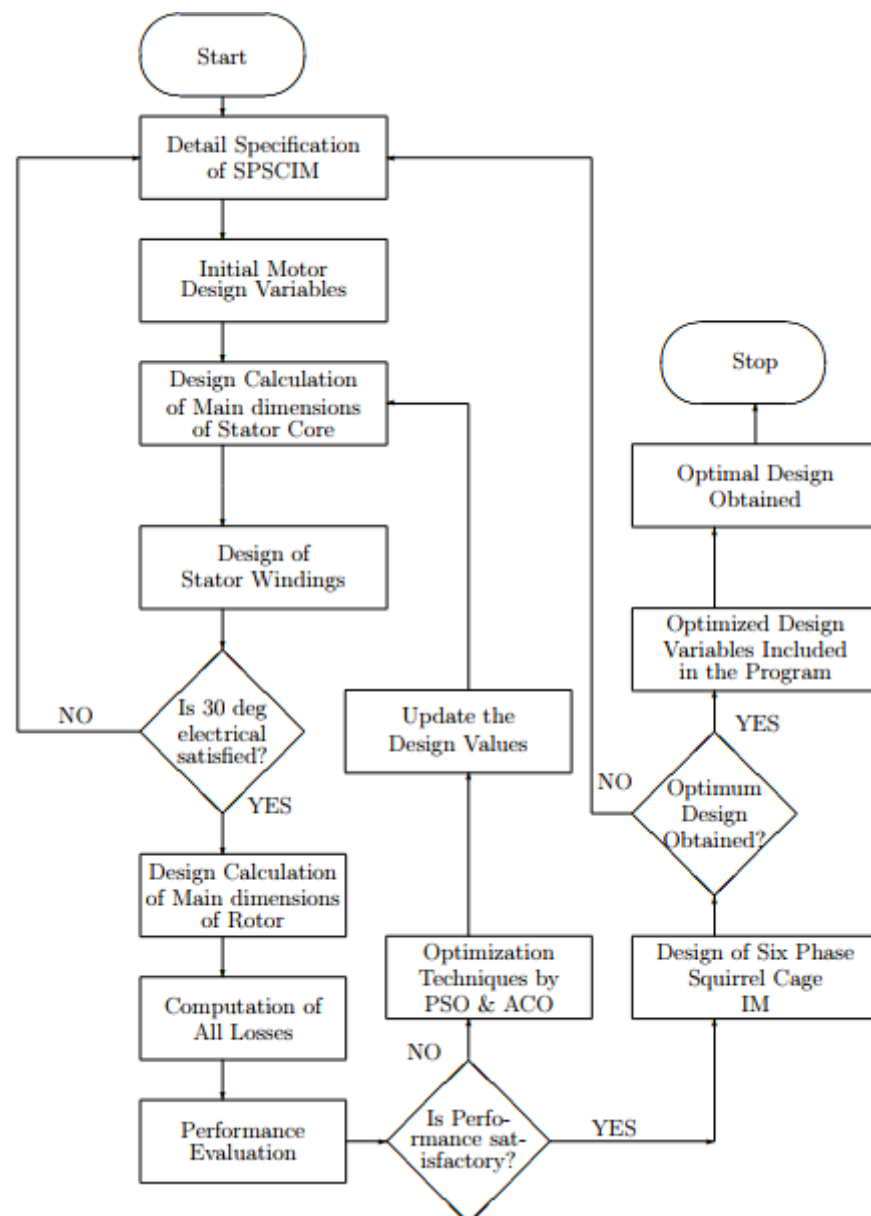 Start
Detail Specification
of SPSCIM
Initial Motor
Design Variables
Design Calculation
of Main dimensions
of Stator Core
Design of
Stator Windings
Is 30 deg
electrical
satisfied?
NO
YES
Design Calculation
of Main dimensions
of Rotor
Computation of
All Losses
Performance
Evaluation
Is Perfo-
rmance sat-
isfactory?
NO
YES
Optimization
Techniques by
PSO & ACO
Update the
Design Values
Design of Six Phase
Squirrel Cage
IM
Optimum
Design
Obtained?
NO
YES
Optimized Design
Variables Included
in the Program
Optimal Design
Obtained
Stop